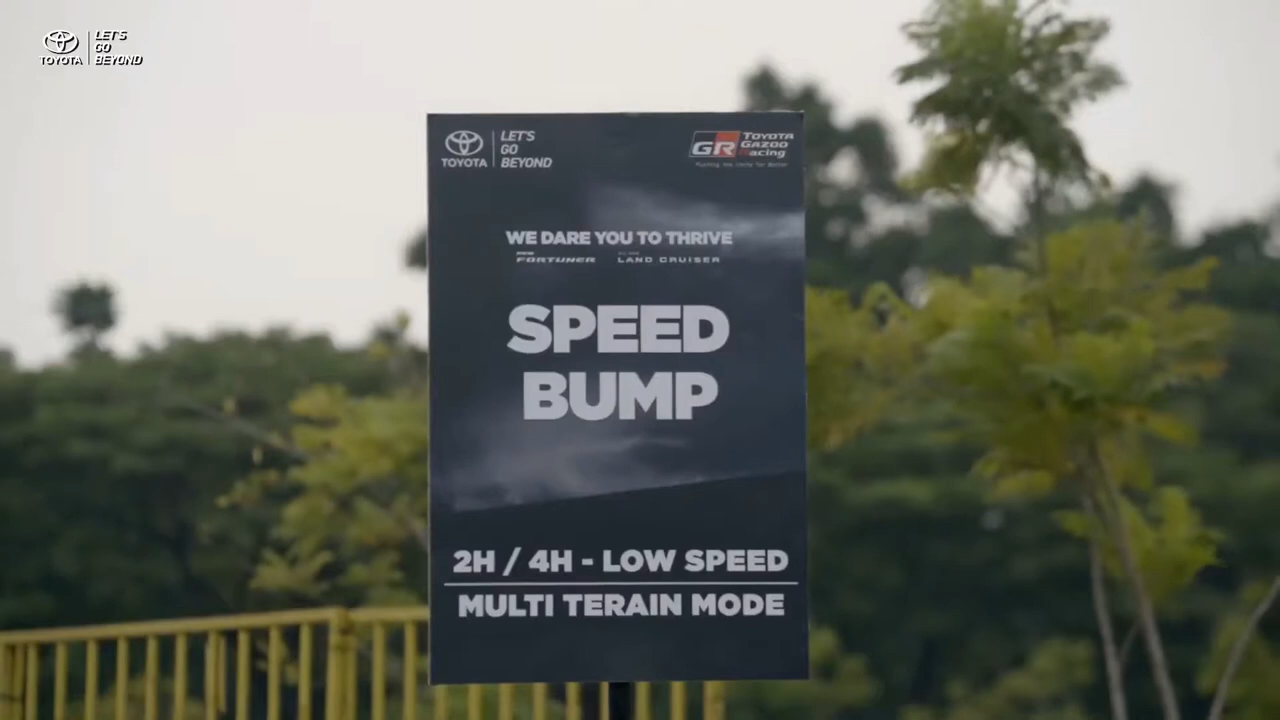 TOYOTA
LET'S
GO
BEYOND
TOYOTA
LET'S
GO
BEYOND
GR
TOYOTA
GAZOO
Racing
WE DARE YOU TO THRIVE
FORTUNER
LAND CRUISER
SPEED
BUMP
2H / 4H - LOW SPEED
MULTI TERAIN MODE